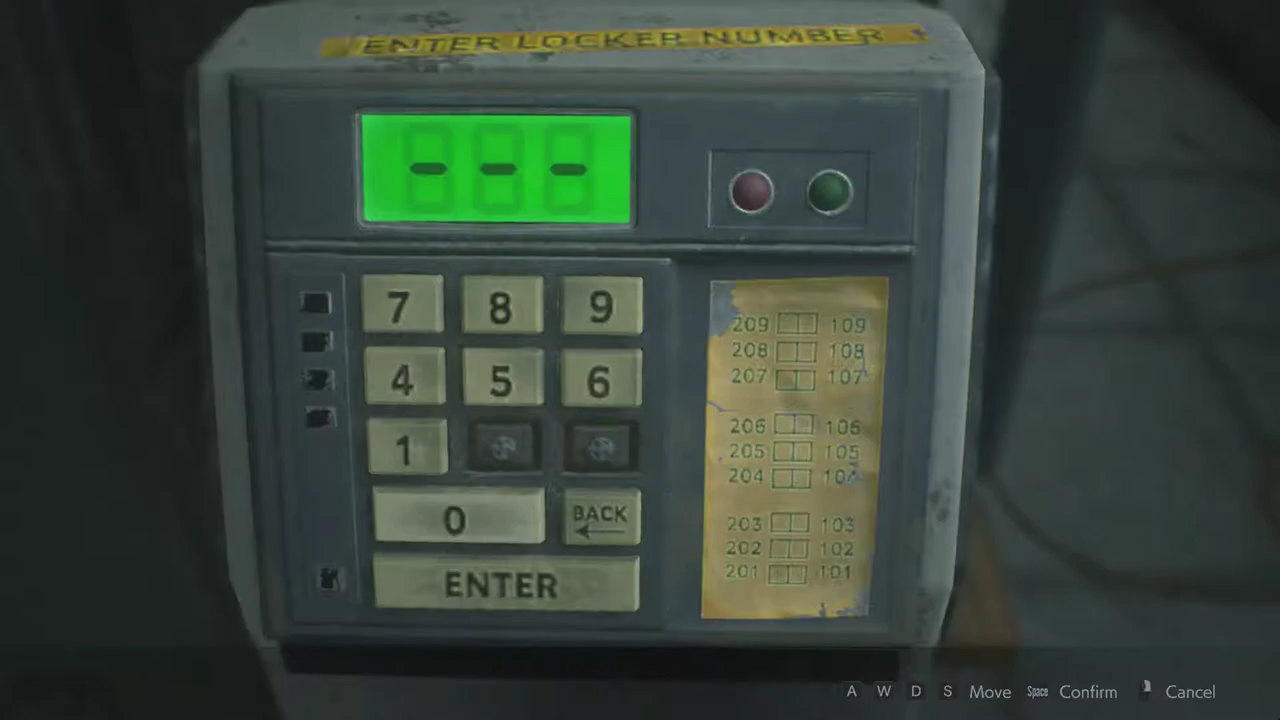 ENTER LOCKER NUMBER
- - -
7 8 9
4 5 6
1
0 BACK
ENTER
209 109
208 108
207 107
206 106
205 105
204 104
203 103
202 102
201 101
A W D S Move Space Confirm Cancel